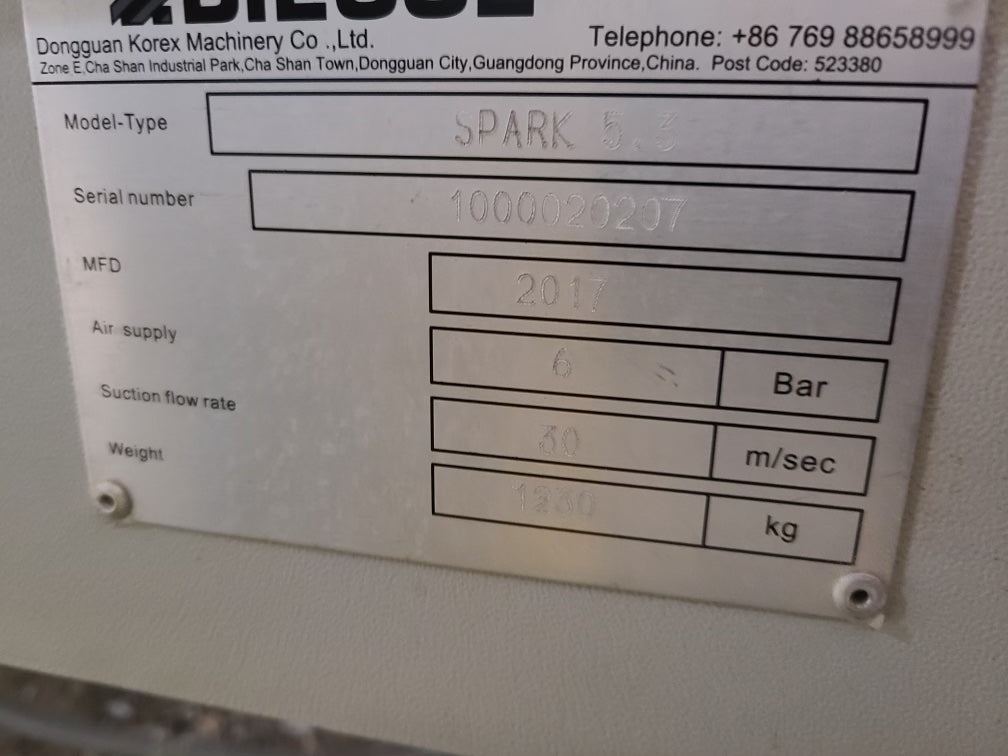 Dongguan Korex Machinery Co .,Ltd. Telephone: +86 769 88658999
Zone E,Cha Shan Industrial Park,Cha Shan Town,Dongguan City,Guangdong Province,China. Post Code: 523380
Model-Type SPARK 5.3
Serial number 1000020207
MFD 2017
Air supply 6 Bar
Suction flow rate 30 m/sec
Weight 1230 kg